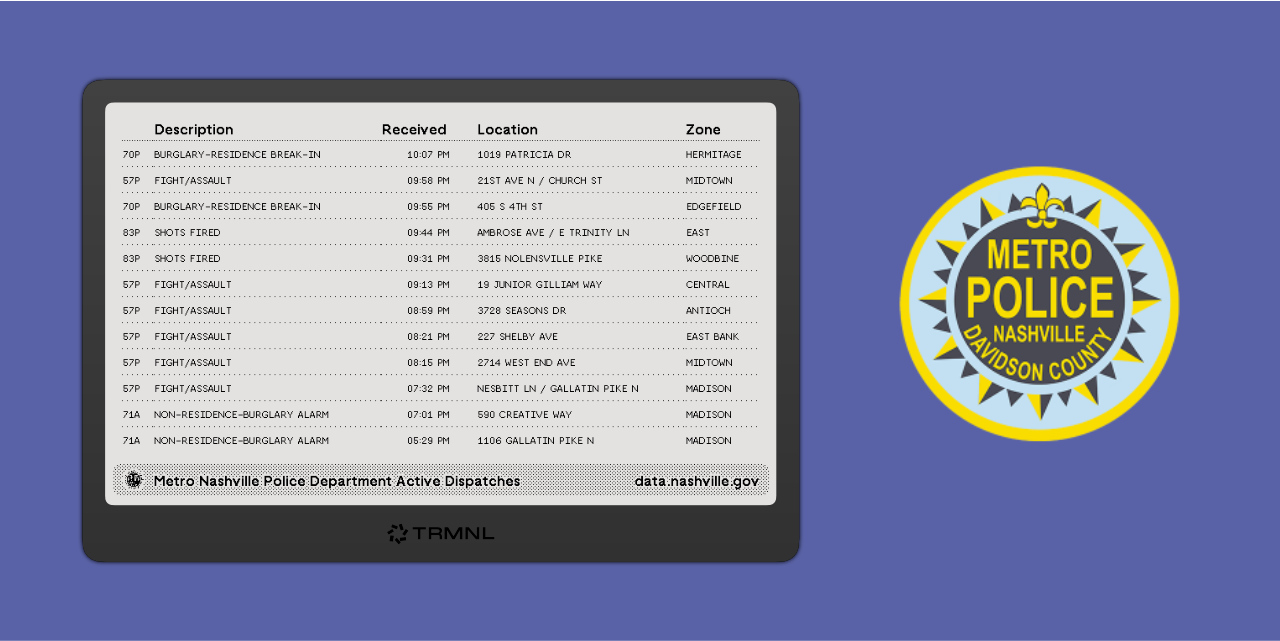 Description Received Location Zone
70P BURGLARY-RESIDENCE BREAK-IN 10:07 PM 1019 PATRICIA DR HERMITAGE
57P FIGHT/ASSAULT 09:58 PM 21ST AVE N / CHURCH ST MIDTOWN
70P BURGLARY-RESIDENCE BREAK-IN 09:55 PM 405 S 4TH ST EDGEFIELD
83P SHOTS FIRED 09:44 PM AMBROSE AVE / E TRINITY LN EAST
83P SHOTS FIRED 09:31 PM 3815 NOLENSVILLE PIKE WOODBINE
57P FIGHT/ASSAULT 09:13 PM 19 JUNIOR GILLIAM WAY CENTRAL
57P FIGHT/ASSAULT 08:59 PM 3728 SEASONS DR ANTIOCH
57P FIGHT/ASSAULT 08:21 PM 227 SHELBY AVE EAST BANK
57P FIGHT/ASSAULT 08:15 PM 2714 WEST END AVE MIDTOWN
57P FIGHT/ASSAULT 07:32 PM NESBITT LN / GALLATIN PIKE N MADISON
71A NON-RESIDENCE-BURGLARY ALARM 07:01 PM 590 CREATIVE WAY MADISON
71A NON-RESIDENCE-BURGLARY ALARM 05:29 PM 1106 GALLATIN PIKE N MADISON
Metro Nashville Police Department Active Dispatches data.nashville.gov
TRMNL
METRO
POLICE
NASHVILLE
DAVIDSON COUNTY